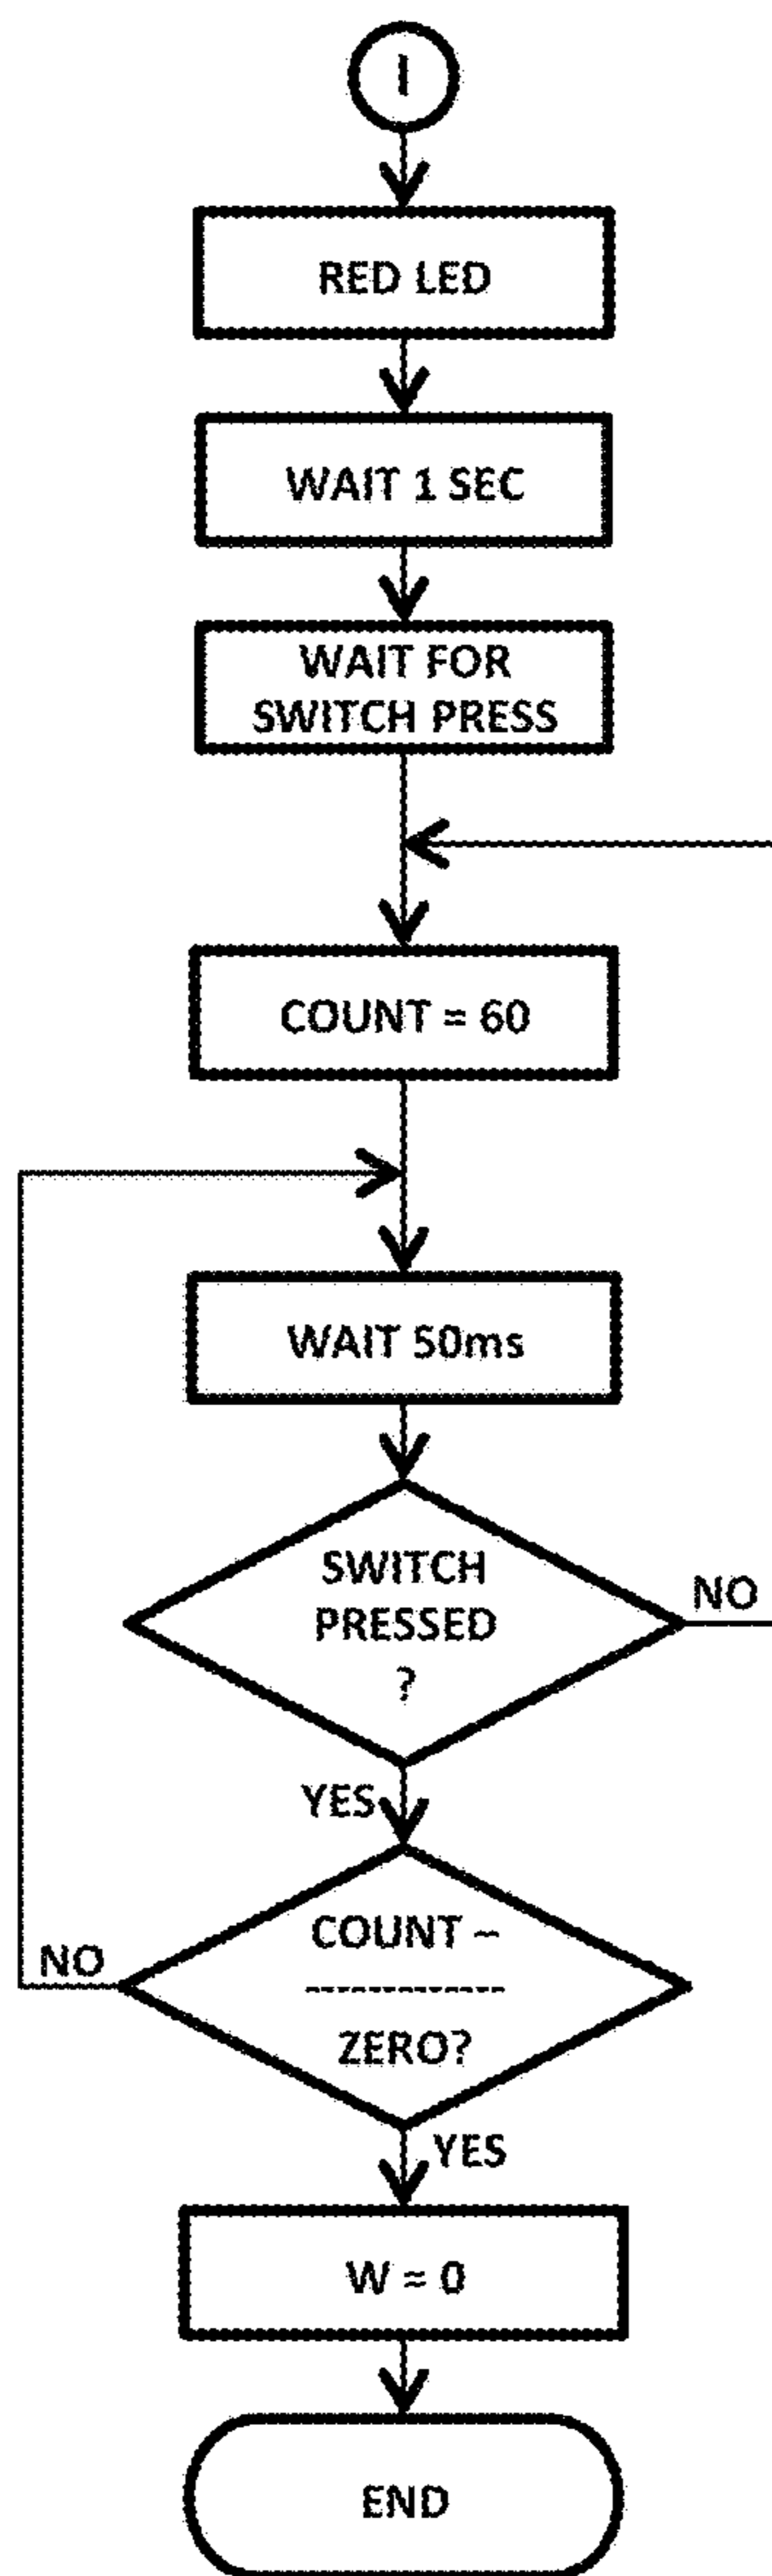 I
RED LED
WAIT 1 SEC
WAIT FOR
SWITCH PRESS
COUNT = 60
WAIT 50ms
SWITCH
PRESSED
?
NO
YES
COUNT –
------------
ZERO?
NO
YES
W = 0
END